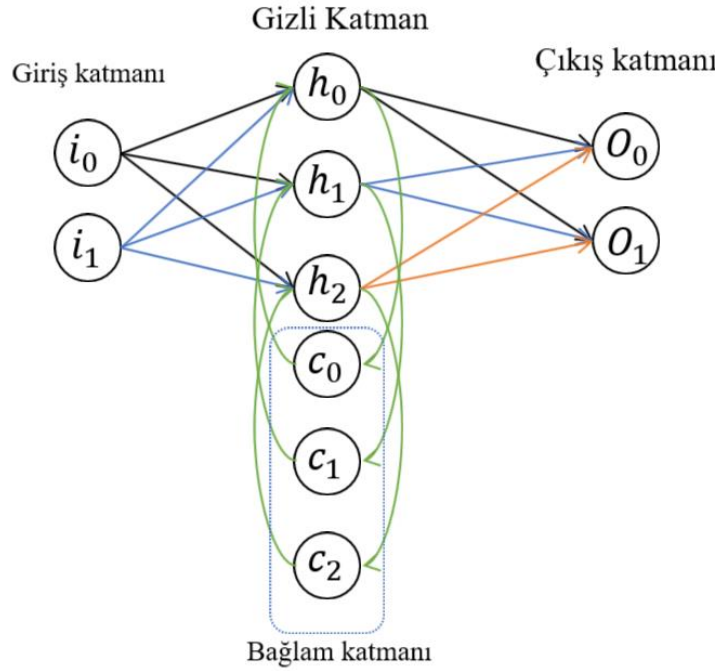 Gizli Katman
Giriş katmanı
Çıkış katmanı
h₀
i₀
O₀
h₁
i₁
O₁
h₂
c₀
c₁
c₂
Bağlam katmanı